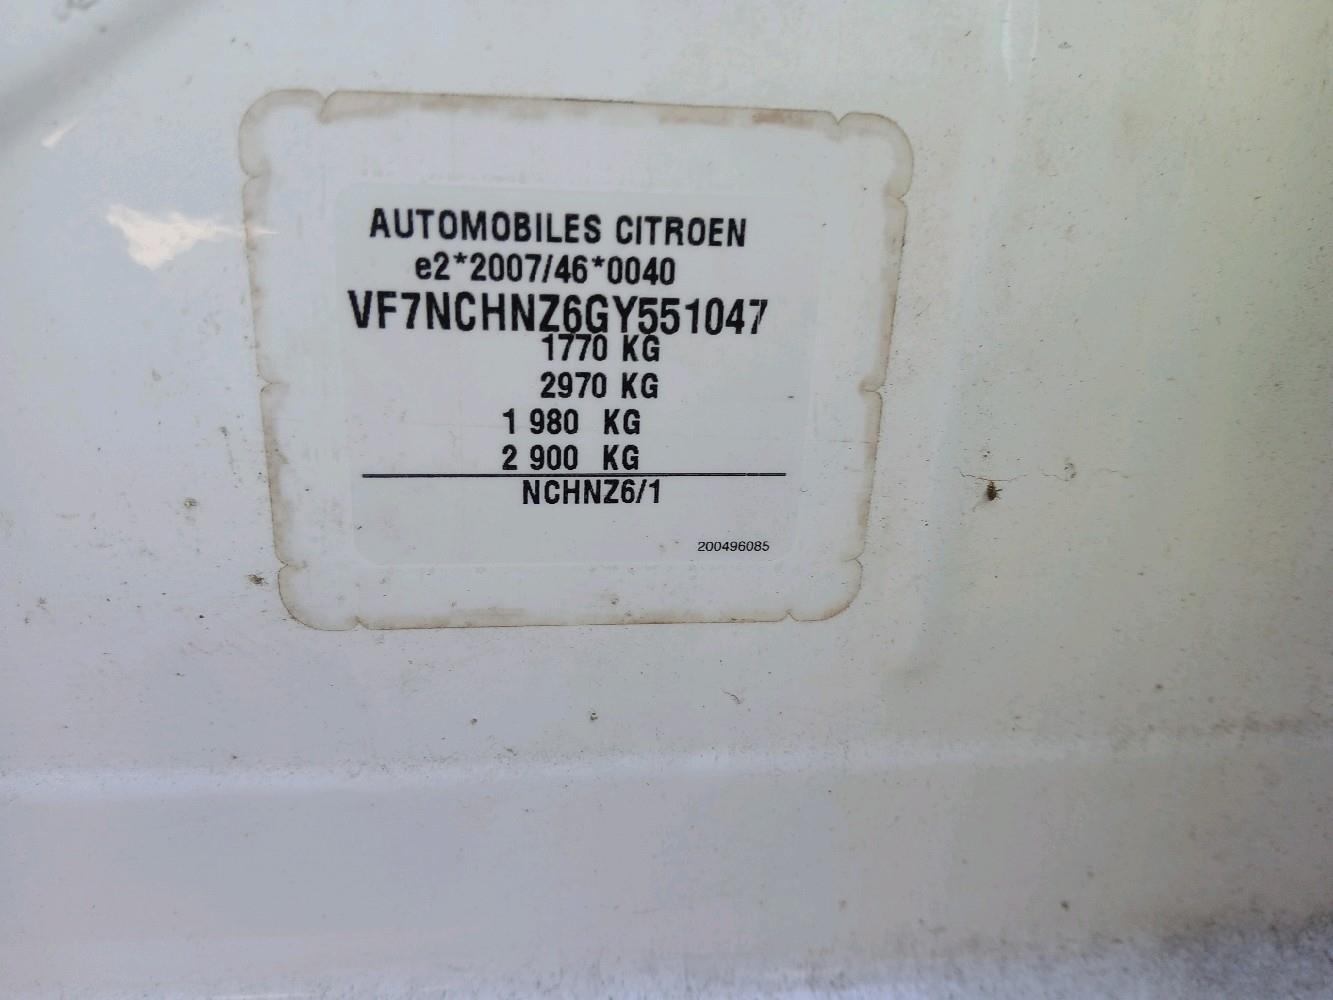 AUTOMOBILES CITROEN
e2*2007/46*0040
VF7NCHNZ6GY551047
1770 KG
2970 KG
1 980 KG
2 900 KG
NCHNZ6/1
200496085